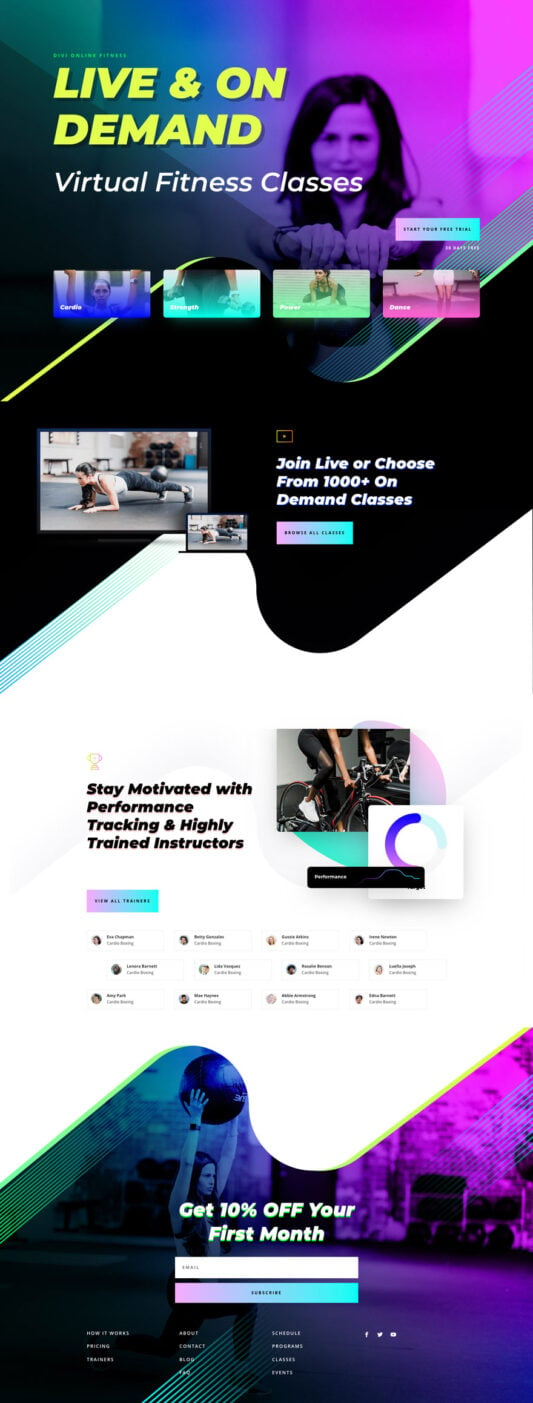 DIVI ONLINE FITNESS
LIVE & ON
DEMAND
Virtual Fitness Classes
START YOUR FREE TRIAL
30 DAYS FREE
Cardio
Strength
Power
Dance
Join Live or Choose
From 1000+ On
Demand Classes
BROWSE ALL CLASSES
Stay Motivated with
Performance
Tracking & Highly
Trained Instructors
Performance
VIEW ALL TRAINERS
Eva Chapman
Cardio Boxing
Betty Gonzales
Cardio Boxing
Gussie Atkins
Cardio Boxing
Irene Newton
Cardio Boxing
Lenora Barnett
Cardio Boxing
Lida Vasquez
Cardio Boxing
Rosalie Benson
Cardio Boxing
Luella Joseph
Cardio Boxing
Amy Park
Cardio Boxing
Mae Haynes
Cardio Boxing
Abbie Armstrong
Cardio Boxing
Edna Barnett
Cardio Boxing
Get 10% OFF Your
First Month
EMAIL
SUBSCRIBE
HOW IT WORKS
PRICING
TRAINERS
ABOUT
CONTACT
BLOG
FAQ
SCHEDULE
PROGRAMS
CLASSES
EVENTS